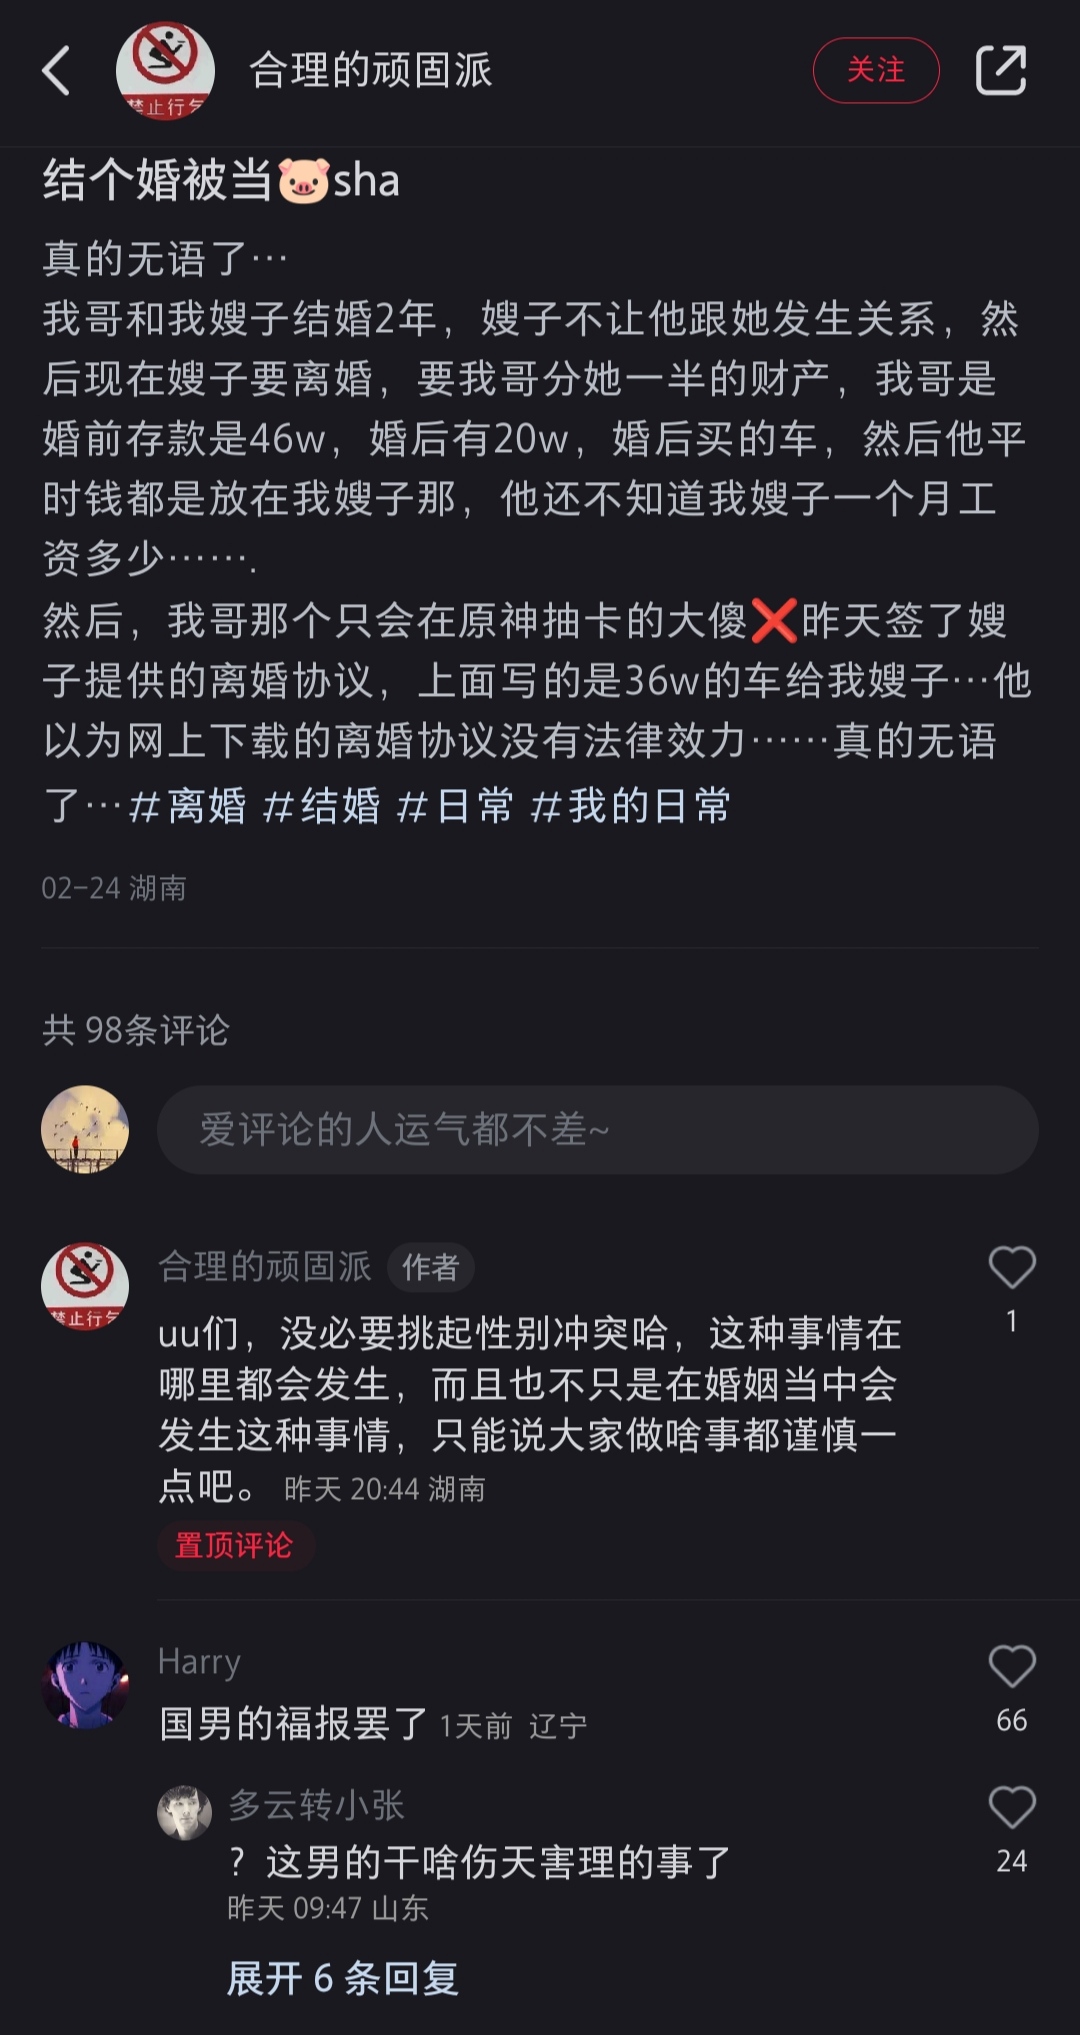 禁止行
合理的顽固派
关注
结个婚被当🐷sha
真的无语了…
我哥和我嫂子结婚2年，嫂子不让他跟她发生关系，然
后现在嫂子要离婚，要我哥分她一半的财产，我哥是
婚前存款是46w，婚后有20w，婚后买的车，然后他平
时钱都是放在我嫂子那，他还不知道我嫂子一个月工
资多少…….
然后，我哥那个只会在原神抽卡的大傻❌昨天签了嫂
子提供的离婚协议，上面写的是36w的车给我嫂子…他
以为网上下载的离婚协议没有法律效力……真的无语
了…#离婚 #结婚 #日常 #我的日常
02-24 湖南
共 98条评论
爱评论的人运气都不差~
禁止行
合理的顽固派 作者
uu们，没必要挑起性别冲突哈，这种事情在
哪里都会发生，而且也不只是在婚姻当中会
发生这种事情，只能说大家做啥事都谨慎一
点吧。 昨天 20:44 湖南
1
置顶评论
Harry
国男的福报罢了 1天前 辽宁
66
多云转小张
？这男的干啥伤天害理的事了
昨天 09:47 山东
24
展开 6 条回复